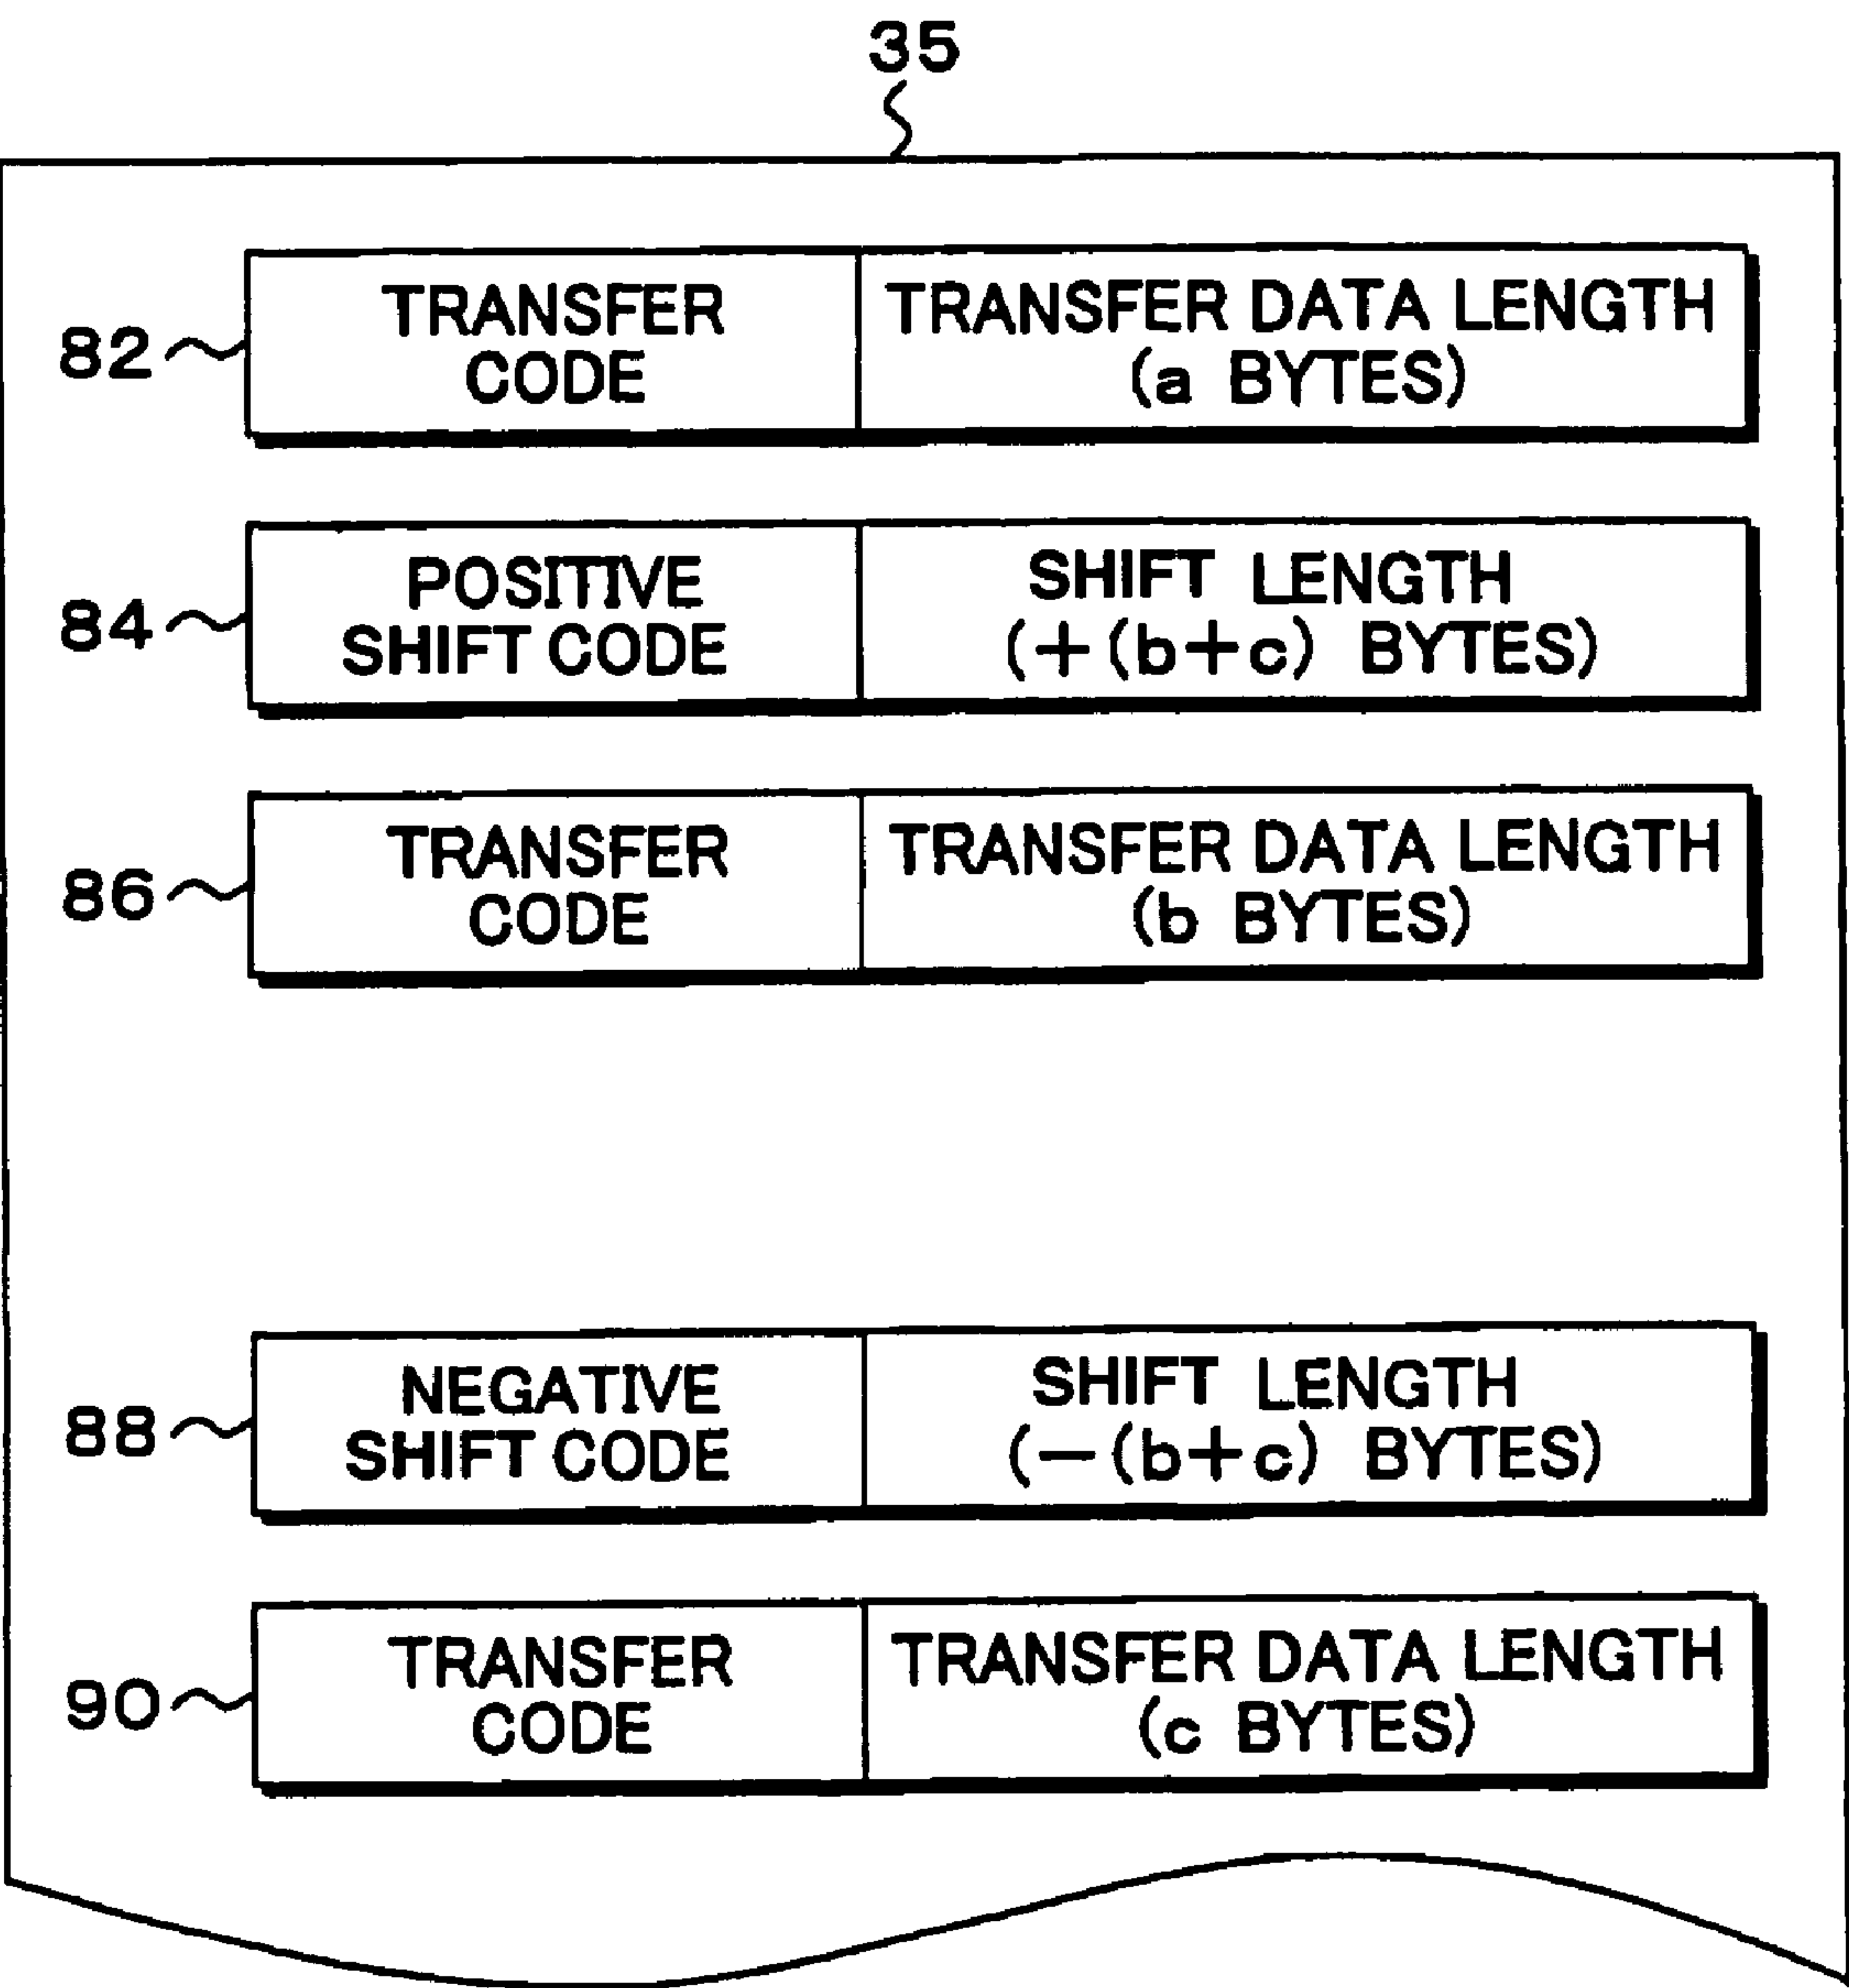 35
82
TRANSFER
CODE
TRANSFER DATA LENGTH
(a BYTES)
84
POSITIVE
SHIFT CODE
SHIFT LENGTH
(+(b+c) BYTES)
86
TRANSFER
CODE
TRANSFER DATA LENGTH
(b BYTES)
88
NEGATIVE
SHIFT CODE
SHIFT LENGTH
(−(b+c) BYTES)
90
TRANSFER
CODE
TRANSFER DATA LENGTH
(c BYTES)